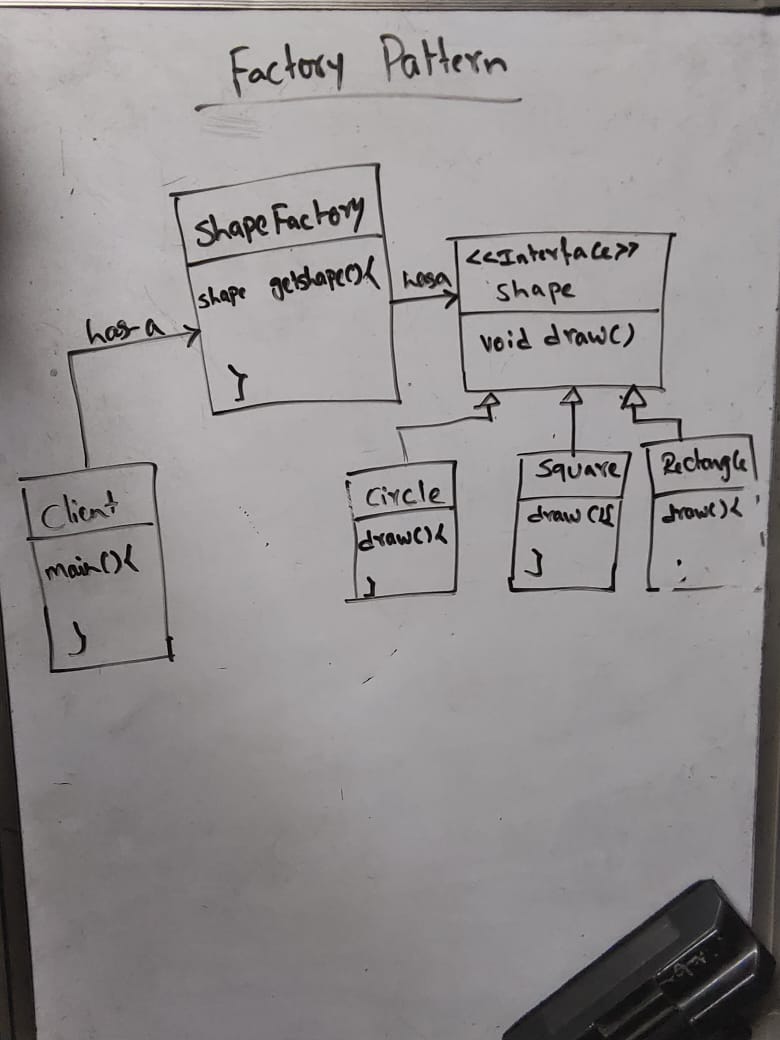 Factory Pattern
ShapeFactory
shape getshape(){
}
has a
<<Interface>>
shape
void draw()
has a
Client
main(){
}
Circle
draw(){
}
Square
draw(){
}
Rectangle
draw(){